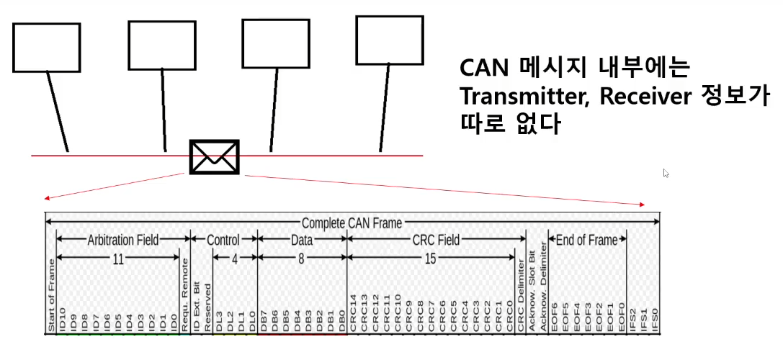 CAN 메시지 내부에는
Transmitter, Receiver 정보가
따로 없다
Complete CAN Frame
Arbitration Field
Control
Data
CRC Field
End of Frame
11
4
8
15
Start of Frame
ID10
ID9
ID8
ID7
ID6
ID5
ID4
ID3
ID2
ID1
ID0
Requ. Remote
ID Ext. Bit
Reserved
DL3
DL2
DL1
DL0
DB7
DB6
DB5
DB4
DB3
DB2
DB1
DB0
CRC14
CRC13
CRC12
CRC11
CRC10
CRC9
CRC8
CRC7
CRC6
CRC5
CRC4
CRC3
CRC2
CRC1
CRC0
CRC Delimiter
Acknow. Slot Bit
Acknow. Delimiter
EOF6
EOF5
EOF4
EOF3
EOF2
EOF1
EOF0
IFS2
IFS1
IFS0